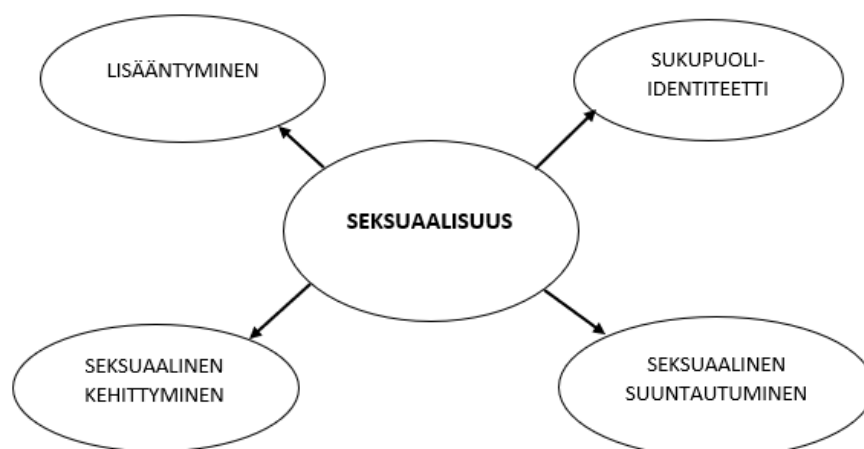 LISÄÄNTYMINEN
SUKUPUOLI-
IDENTITEETTI
SEKSUAALISUUS
SEKSUAALINEN
KEHITTYMINEN
SEKSUAALINEN
SUUNTAUTUMINEN